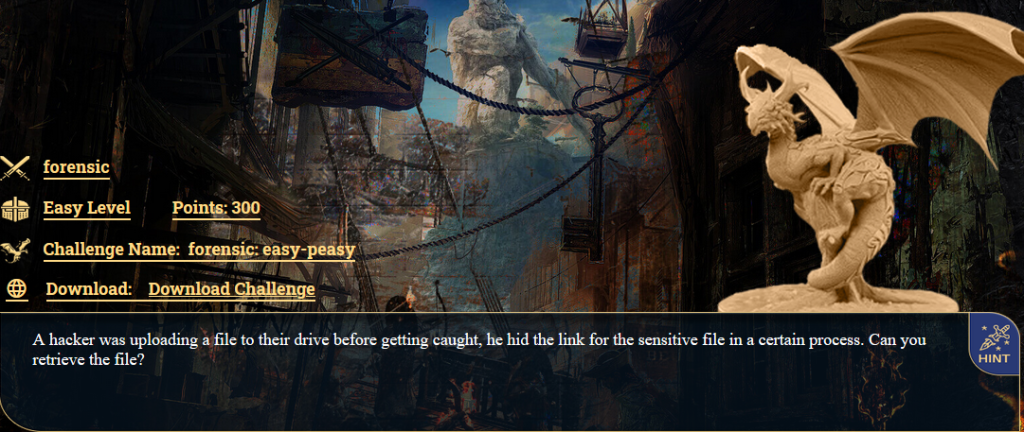 forensic
Easy Level Points: 300
Challenge Name: forensic: easy-peasy
Download: Download Challenge
A hacker was uploading a file to their drive before getting caught, he hid the link for the sensitive file in a certain process. Can you
retrieve the file?
HINT